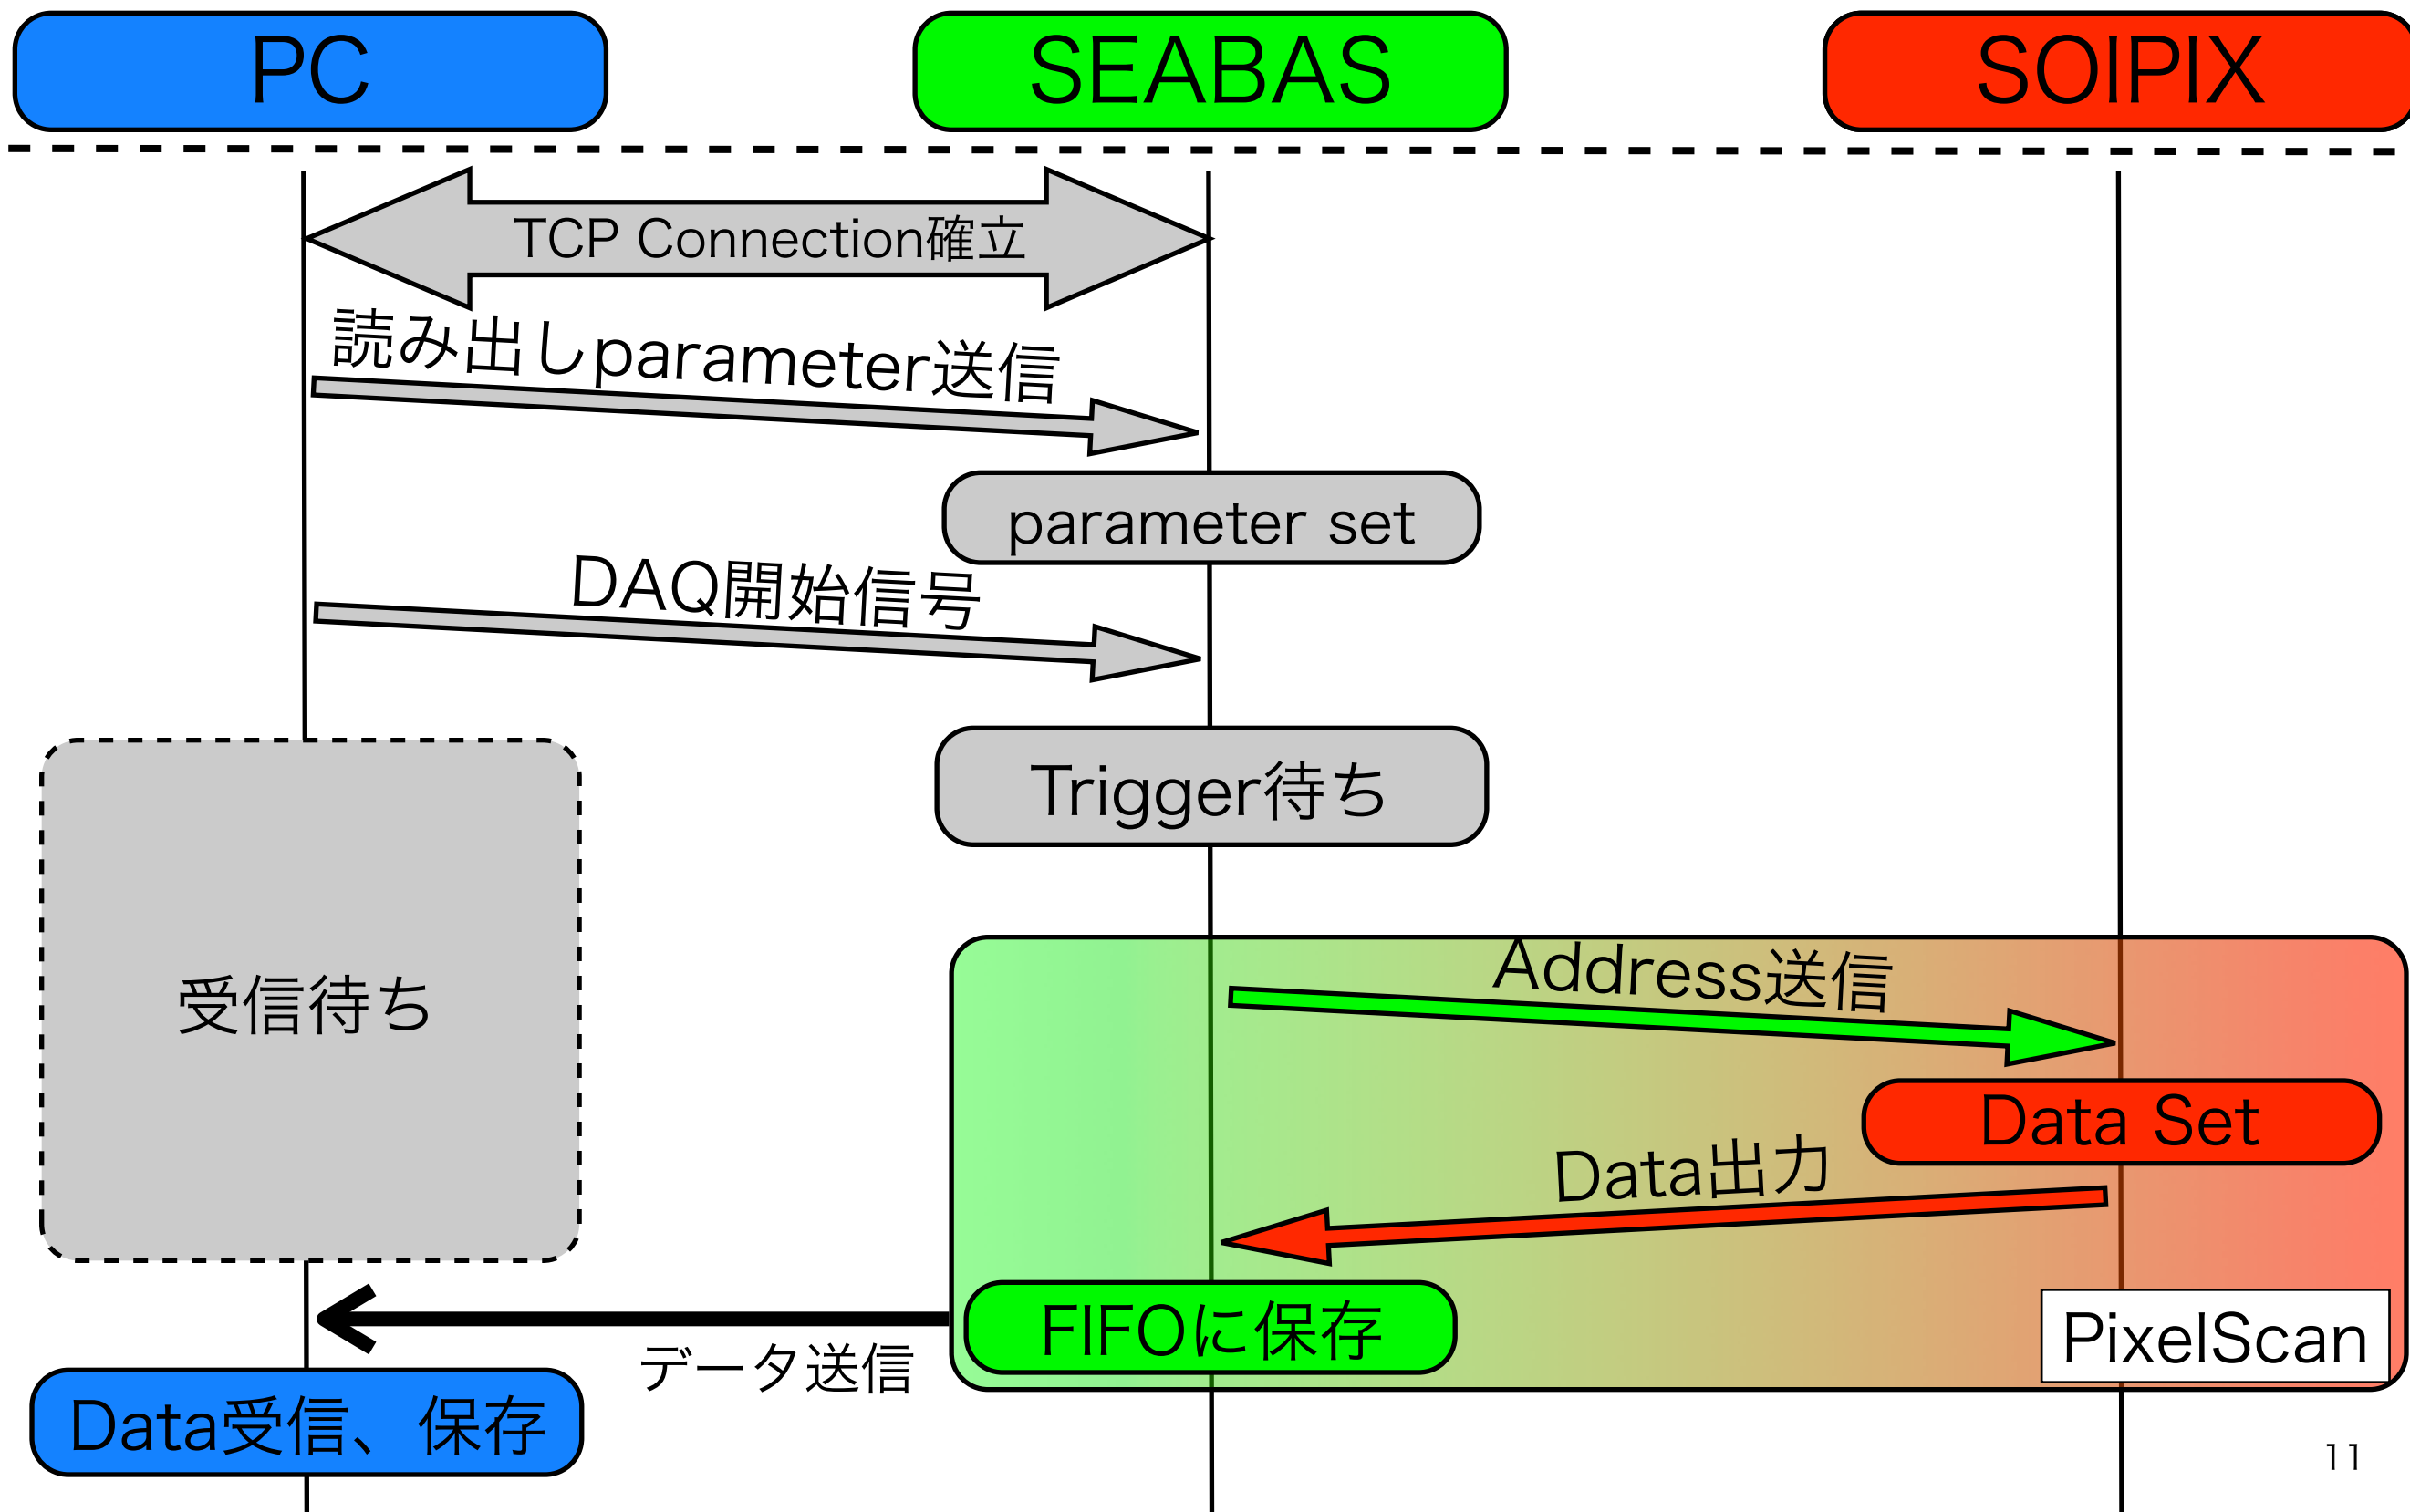 PC
SEABAS
SOIPIX
TCP Connection確立
読み出しparameter送信
parameter set
DAQ開始信号
Trigger待ち
受信待ち
Address送信
Data Set
Data出力
FIFOに保存
PixelScan
データ送信
Data受信、保存
11